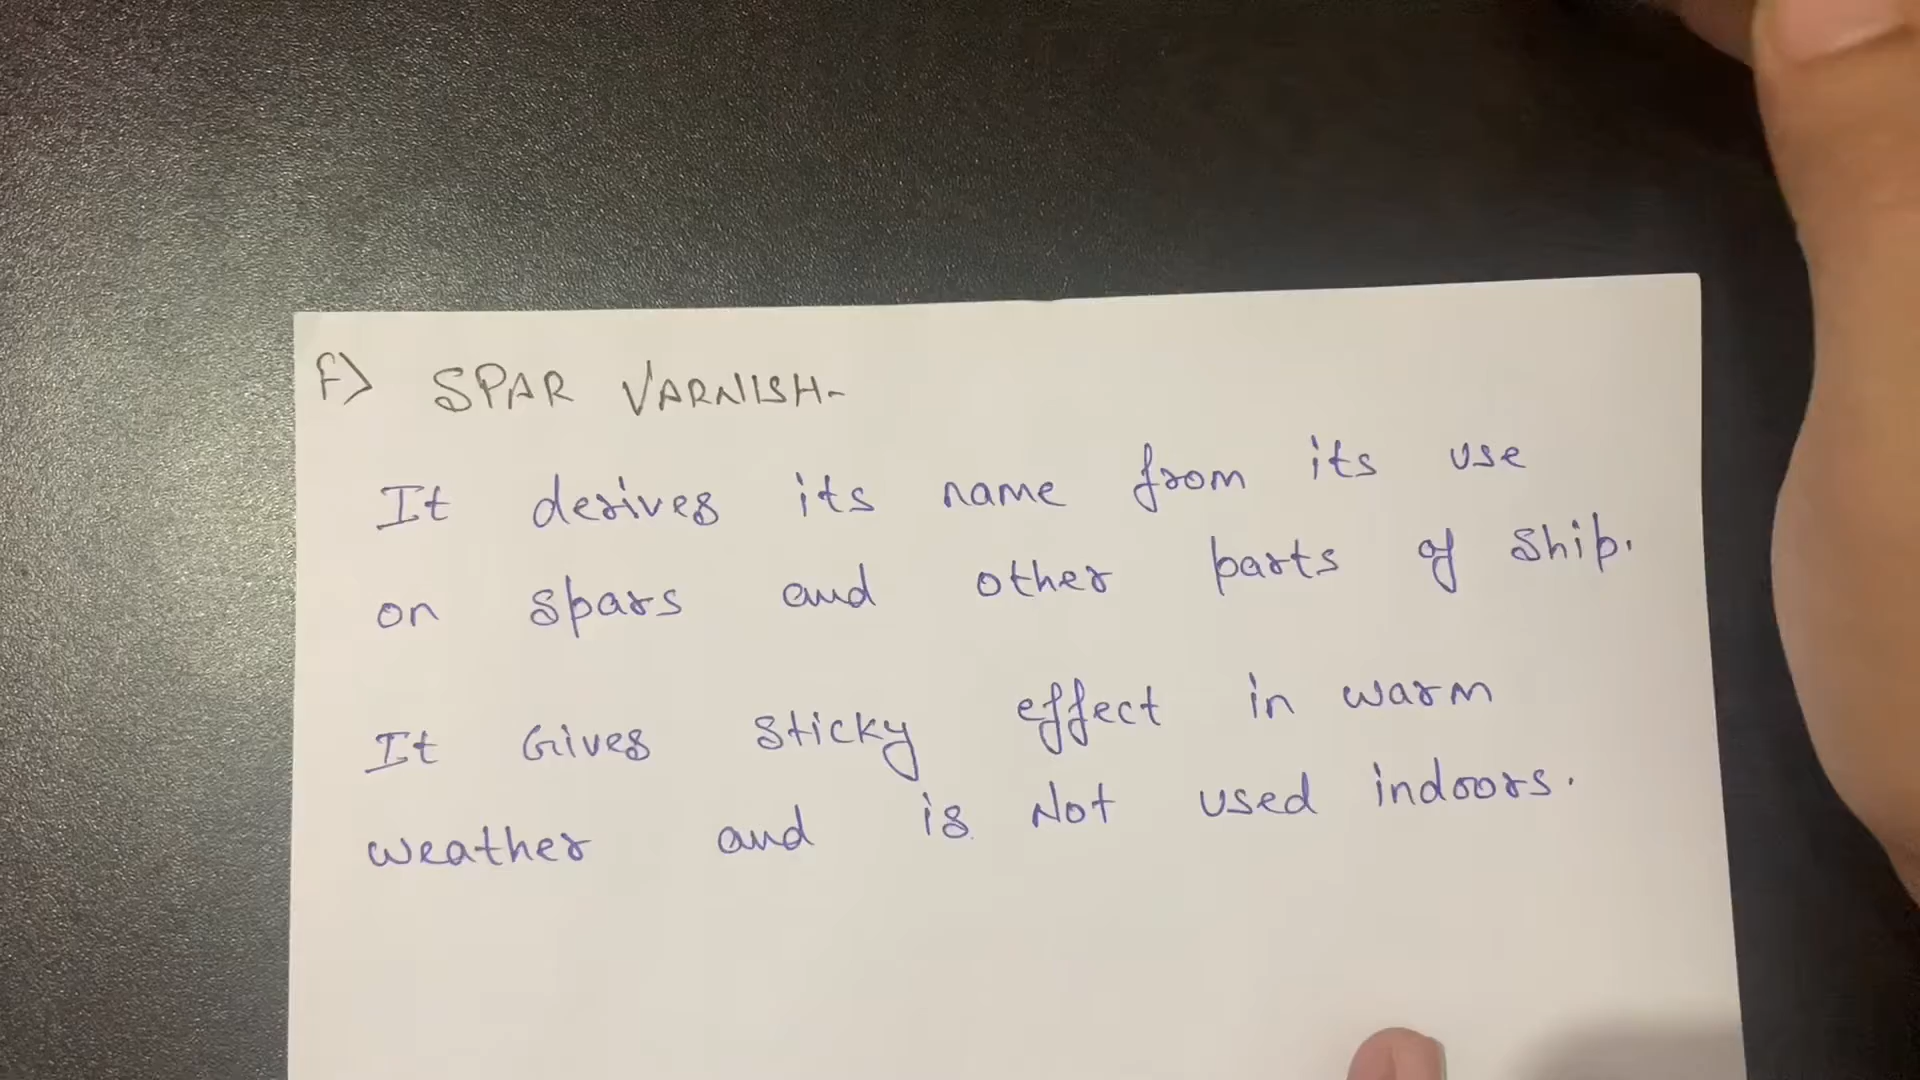 F) SPAR VARNISH-
It derives its name from its use
on spars and other parts of ship.
It Gives sticky effect in warm
weather and is Not used indoors.